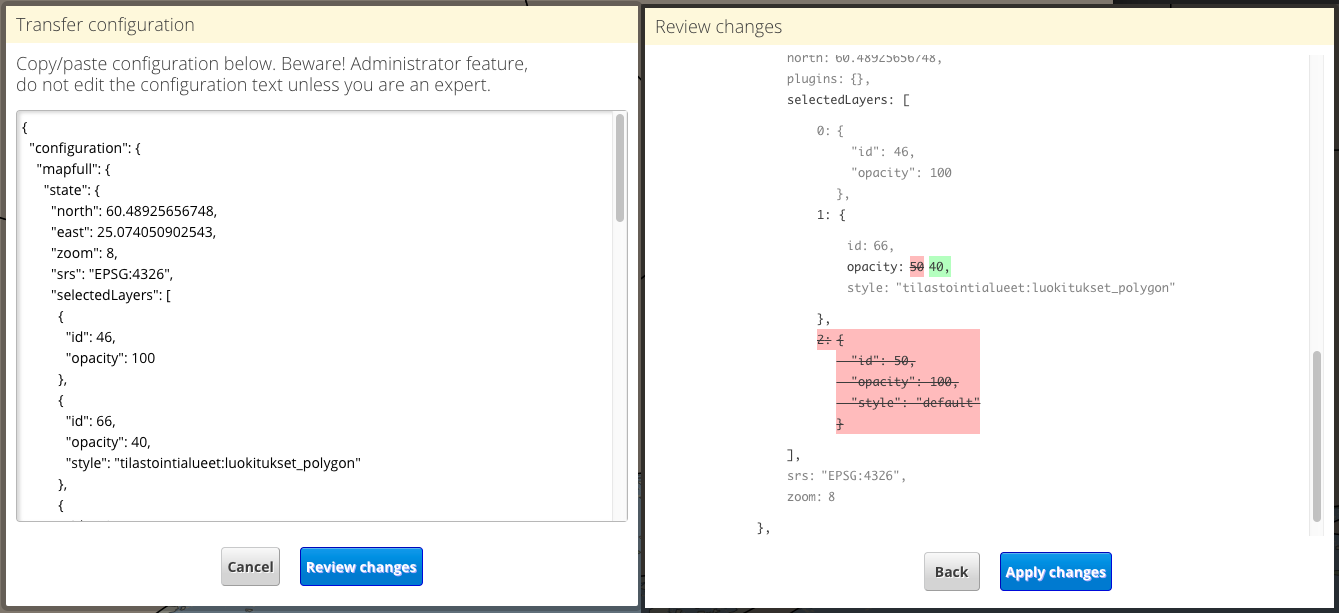 Transfer configuration
Copy/paste configuration below. Beware! Administrator feature,
do not edit the configuration text unless you are an expert.
{
"configuration": {
"mapfull": {
"state": {
"north": 60.48925656748,
"east": 25.074050902543,
"zoom": 8,
"srs": "EPSG:4326",
"selectedLayers": [
{
"id": 46,
"opacity": 100
},
{
"id": 66,
"opacity": 40,
"style": "tilastointialueet:luokitukset_polygon"
},
{
Cancel
Review changes
Review changes
north: 60.48925656748,
plugins: {},
selectedLayers: [
0: {
"id": 46,
"opacity": 100
},
1: {
id: 66,
opacity: 50 40,
style: "tilastointialueet:luokitukset_polygon"
},
2: {
"id": 50,
"opacity": 100,
"style": "default"
}
],
srs: "EPSG:4326",
zoom: 8
},
Back
Apply changes